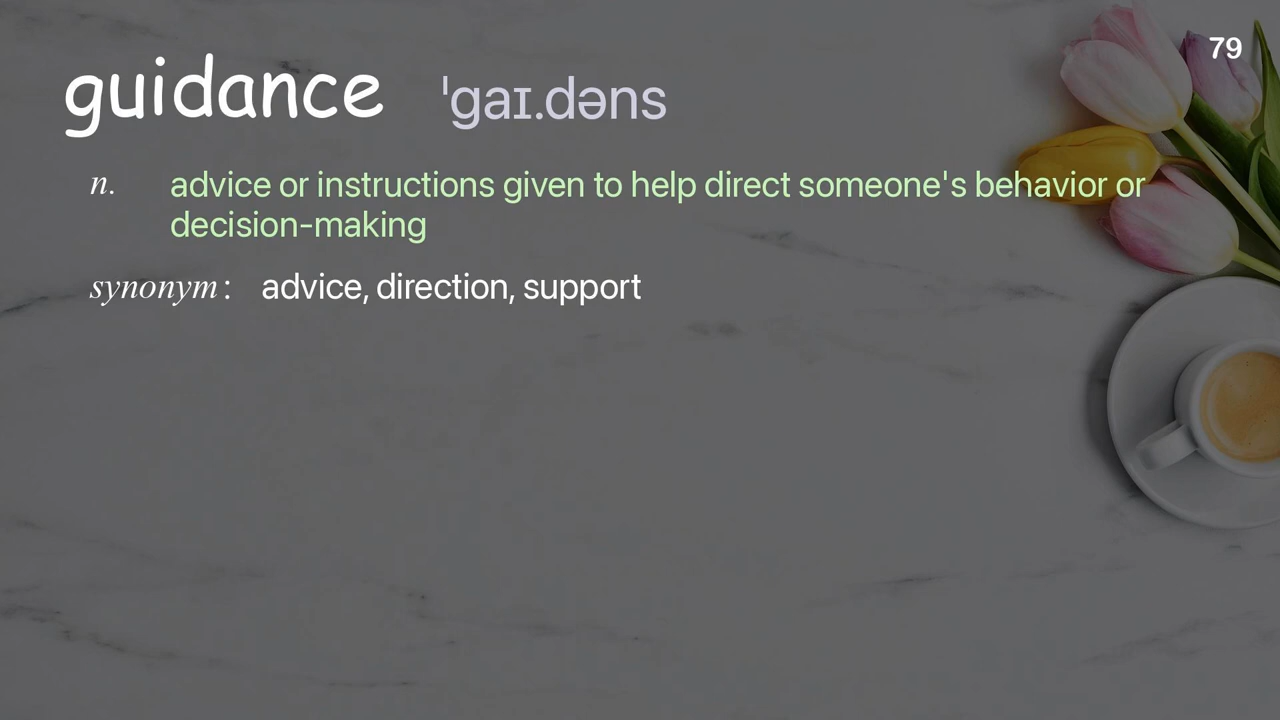 79
guidance ˈɡaɪ.dəns
n. advice or instructions given to help direct someone's behavior or
decision-making
synonym: advice, direction, support